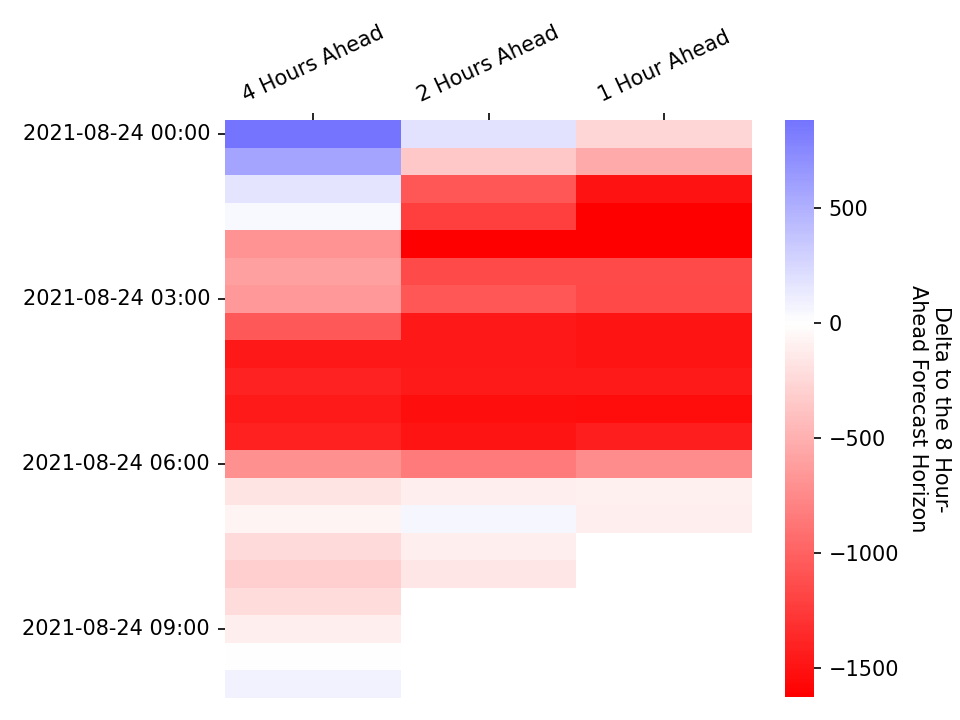 4 Hours Ahead
2 Hours Ahead
1 Hour Ahead
2021-08-24 00:00
2021-08-24 03:00
2021-08-24 06:00
2021-08-24 09:00
500
0
−500
−1000
−1500
Delta to the 8 Hour-
Ahead Forecast Horizon